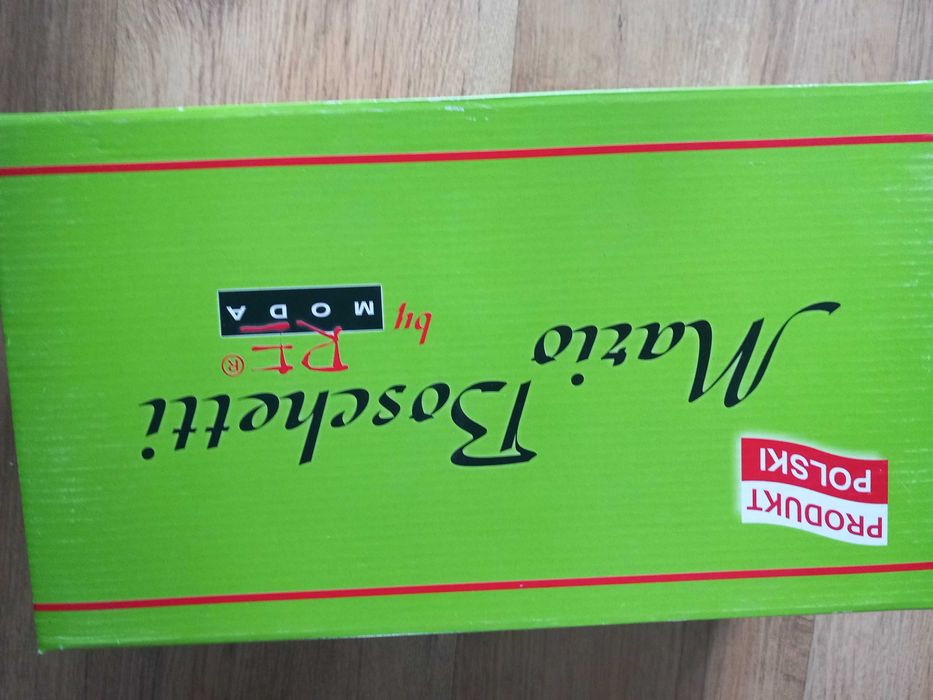 PRODUKT
POLSKI
Mario
Boschetti
by
RE®
MODA